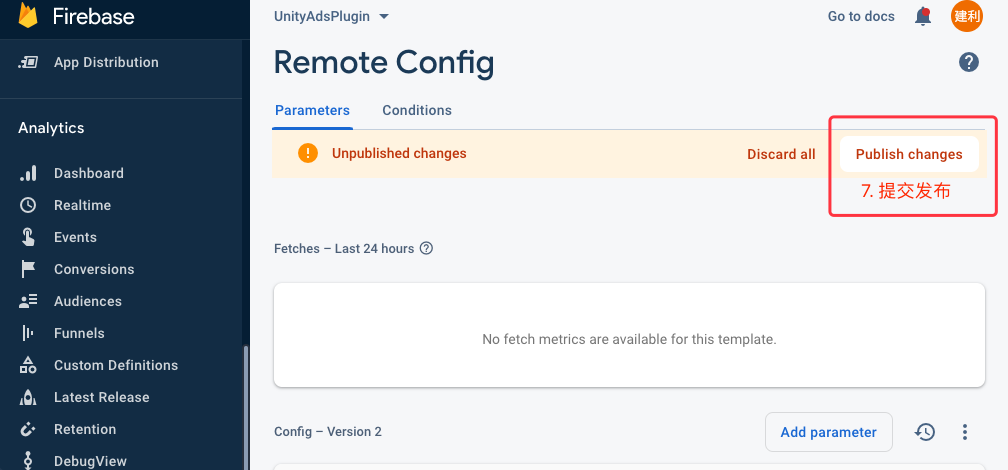 Firebase
App Distribution
Analytics
Dashboard
Realtime
Events
Conversions
Audiences
Funnels
Custom Definitions
Latest Release
Retention
DebugView
UnityAdsPlugin
Go to docs
建利
Remote Config
?
Parameters
Conditions
!
Unpublished changes
Discard all
Publish changes
7. 提交发布
Fetches – Last 24 hours ?
No fetch metrics are available for this template.
Config – Version 2
Add parameter